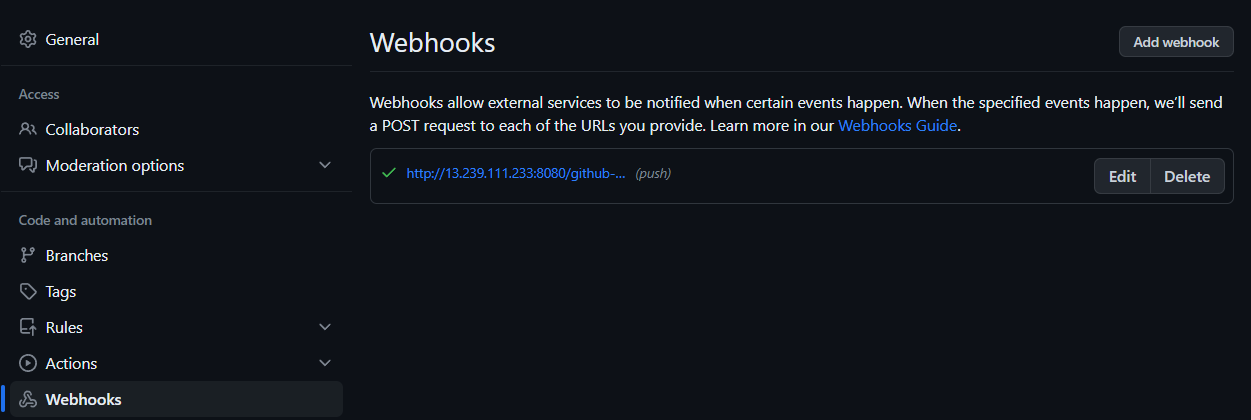 General
Access
Collaborators
Moderation options
Code and automation
Branches
Tags
Rules
Actions
Webhooks
Webhooks
Add webhook
Webhooks allow external services to be notified when certain events happen. When the specified events happen, we’ll send
a POST request to each of the URLs you provide. Learn more in our Webhooks Guide.
http://13.239.111.233:8080/github-... (push)
Edit
Delete